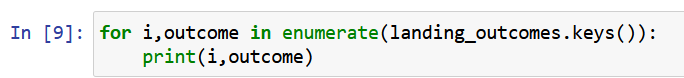 In [9]: for i,outcome in enumerate(landing_outcomes.keys()):
print(i,outcome)